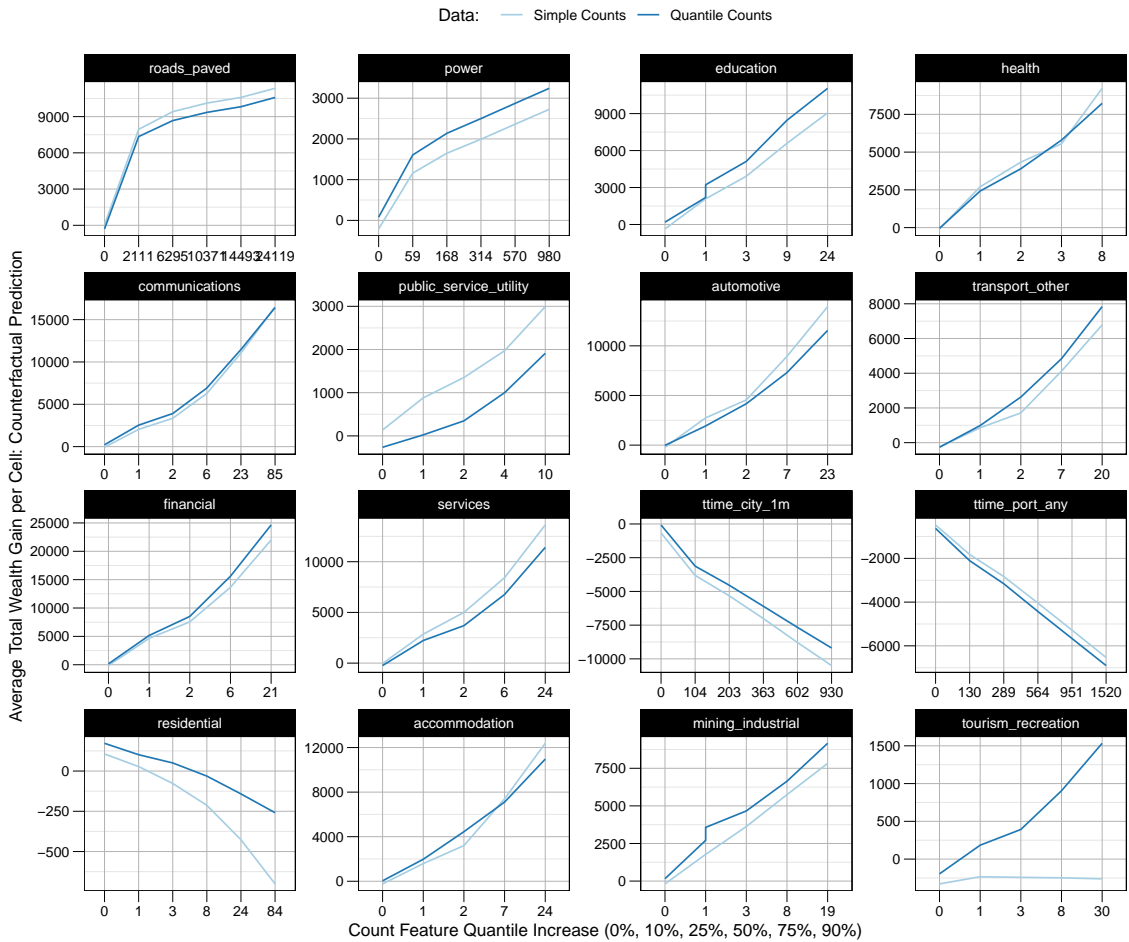 Data: Simple Counts Quantile Counts
roads_paved power education health
9000
6000
3000
0
0 2111 6295 10371 14493 24119
3000
2000
1000
0
0 59 168 314 570 980
9000
6000
3000
0
0 1 3 9 24
7500
5000
2500
0
0 1 2 3 8
communications public_service_utility automotive transport_other
15000
10000
5000
0
0 1 2 6 23 85
3000
2000
1000
0
0 1 2 4 10
10000
5000
0
0 1 2 7 23
8000
6000
4000
2000
0
0 1 2 7 20
financial services ttime_city_1m ttime_port_any
25000
20000
15000
10000
5000
0
0 1 2 6 21
10000
5000
0
0 1 2 6 24
0
−2500
−5000
−7500
−10000
0 104 203 363 602 930
−2000
−4000
−6000
0 130 289 564 951 1520
residential accommodation mining_industrial tourism_recreation
0
−250
−500
0 1 3 8 24 84
12000
8000
4000
0
0 1 2 7 24
7500
5000
2500
0
0 1 3 8 19
1500
1000
500
0
0 1 3 8 30
Average Total Wealth Gain per Cell: Counterfactual Prediction
Count Feature Quantile Increase (0%, 10%, 25%, 50%, 75%, 90%)